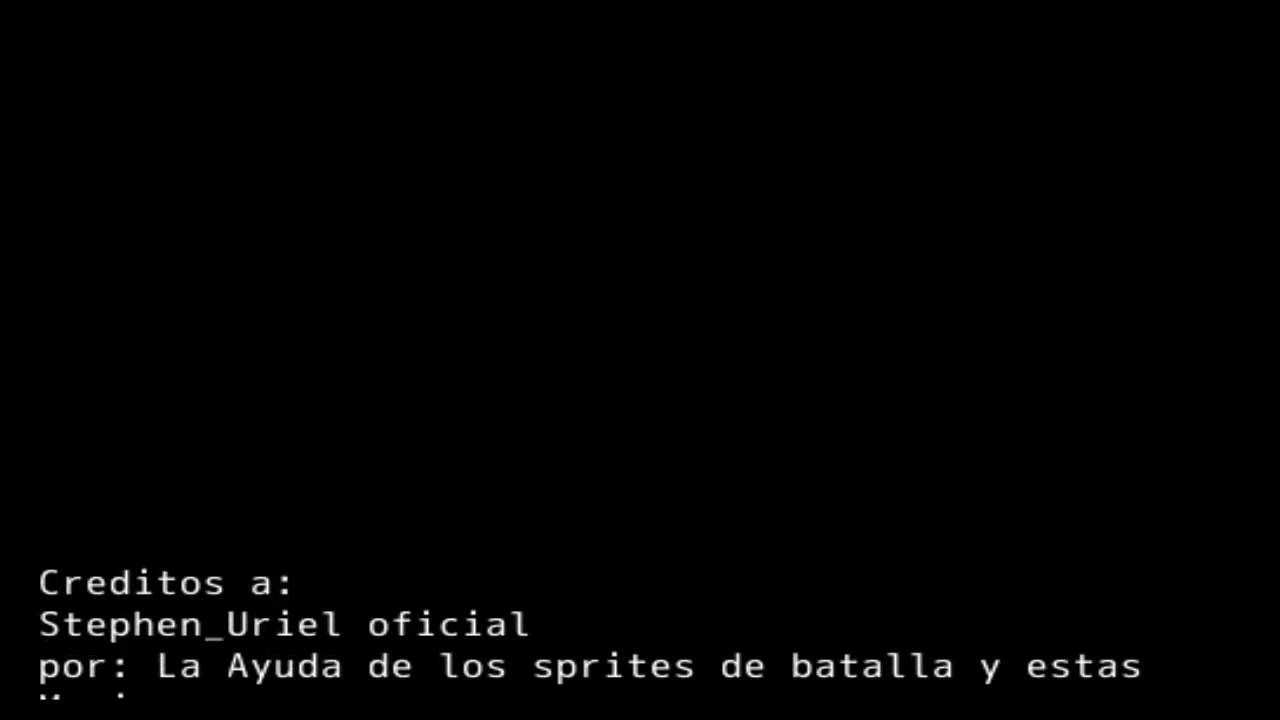 Creditos a:
Stephen_Uriel oficial
por: La Ayuda de los sprites de batalla y estas